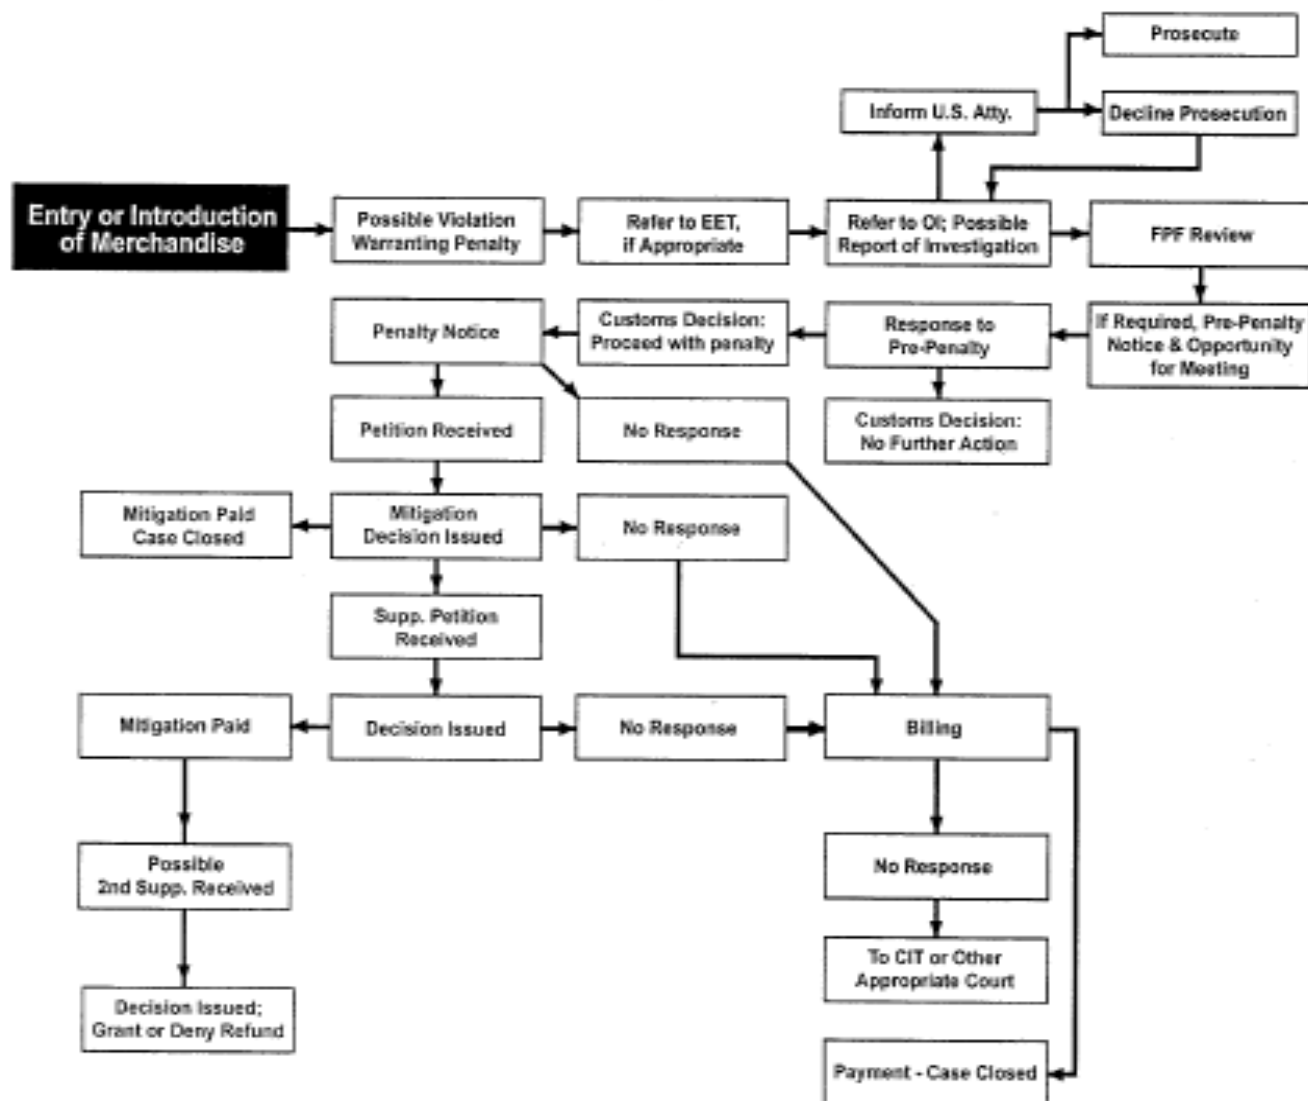 Prosecute
Inform U.S. Atty.
Decline Prosecution
Entry or Introduction
of Merchandise
Possible Violation
Warranting Penalty
Refer to EET,
if Appropriate
Refer to OI; Possible
Report of Investigation
FPF Review
Penalty Notice
Customs Decision:
Proceed with penalty
Response to
Pre-Penalty
If Required, Pre-Penalty
Notice & Opportunity
for Meeting
Petition Received
No Response
Customs Decision:
No Further Action
Mitigation Paid
Case Closed
Mitigation
Decision Issued
No Response
Supp. Petition
Received
Mitigation Paid
Decision Issued
No Response
Billing
Possible
2nd Supp. Received
No Response
To CIT or Other
Appropriate Court
Decision Issued;
Grant or Deny Refund
Payment - Case Closed